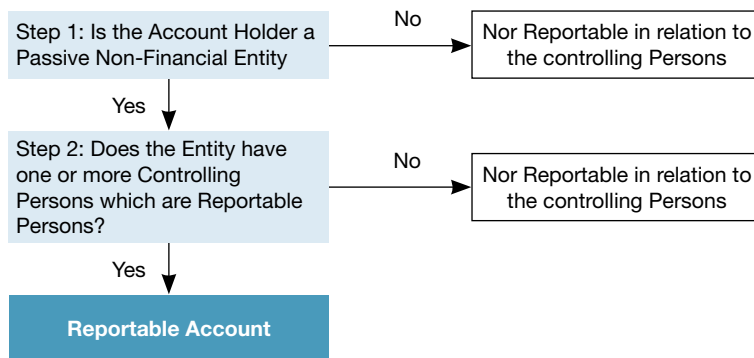 Step 1: Is the Account Holder a
Passive Non-Financial Entity
No
Nor Reportable in relation to
the controlling Persons
Yes
Step 2: Does the Entity have
one or more Controlling
Persons which are Reportable
Persons?
No
Nor Reportable in relation to
the controlling Persons
Yes
Reportable Account